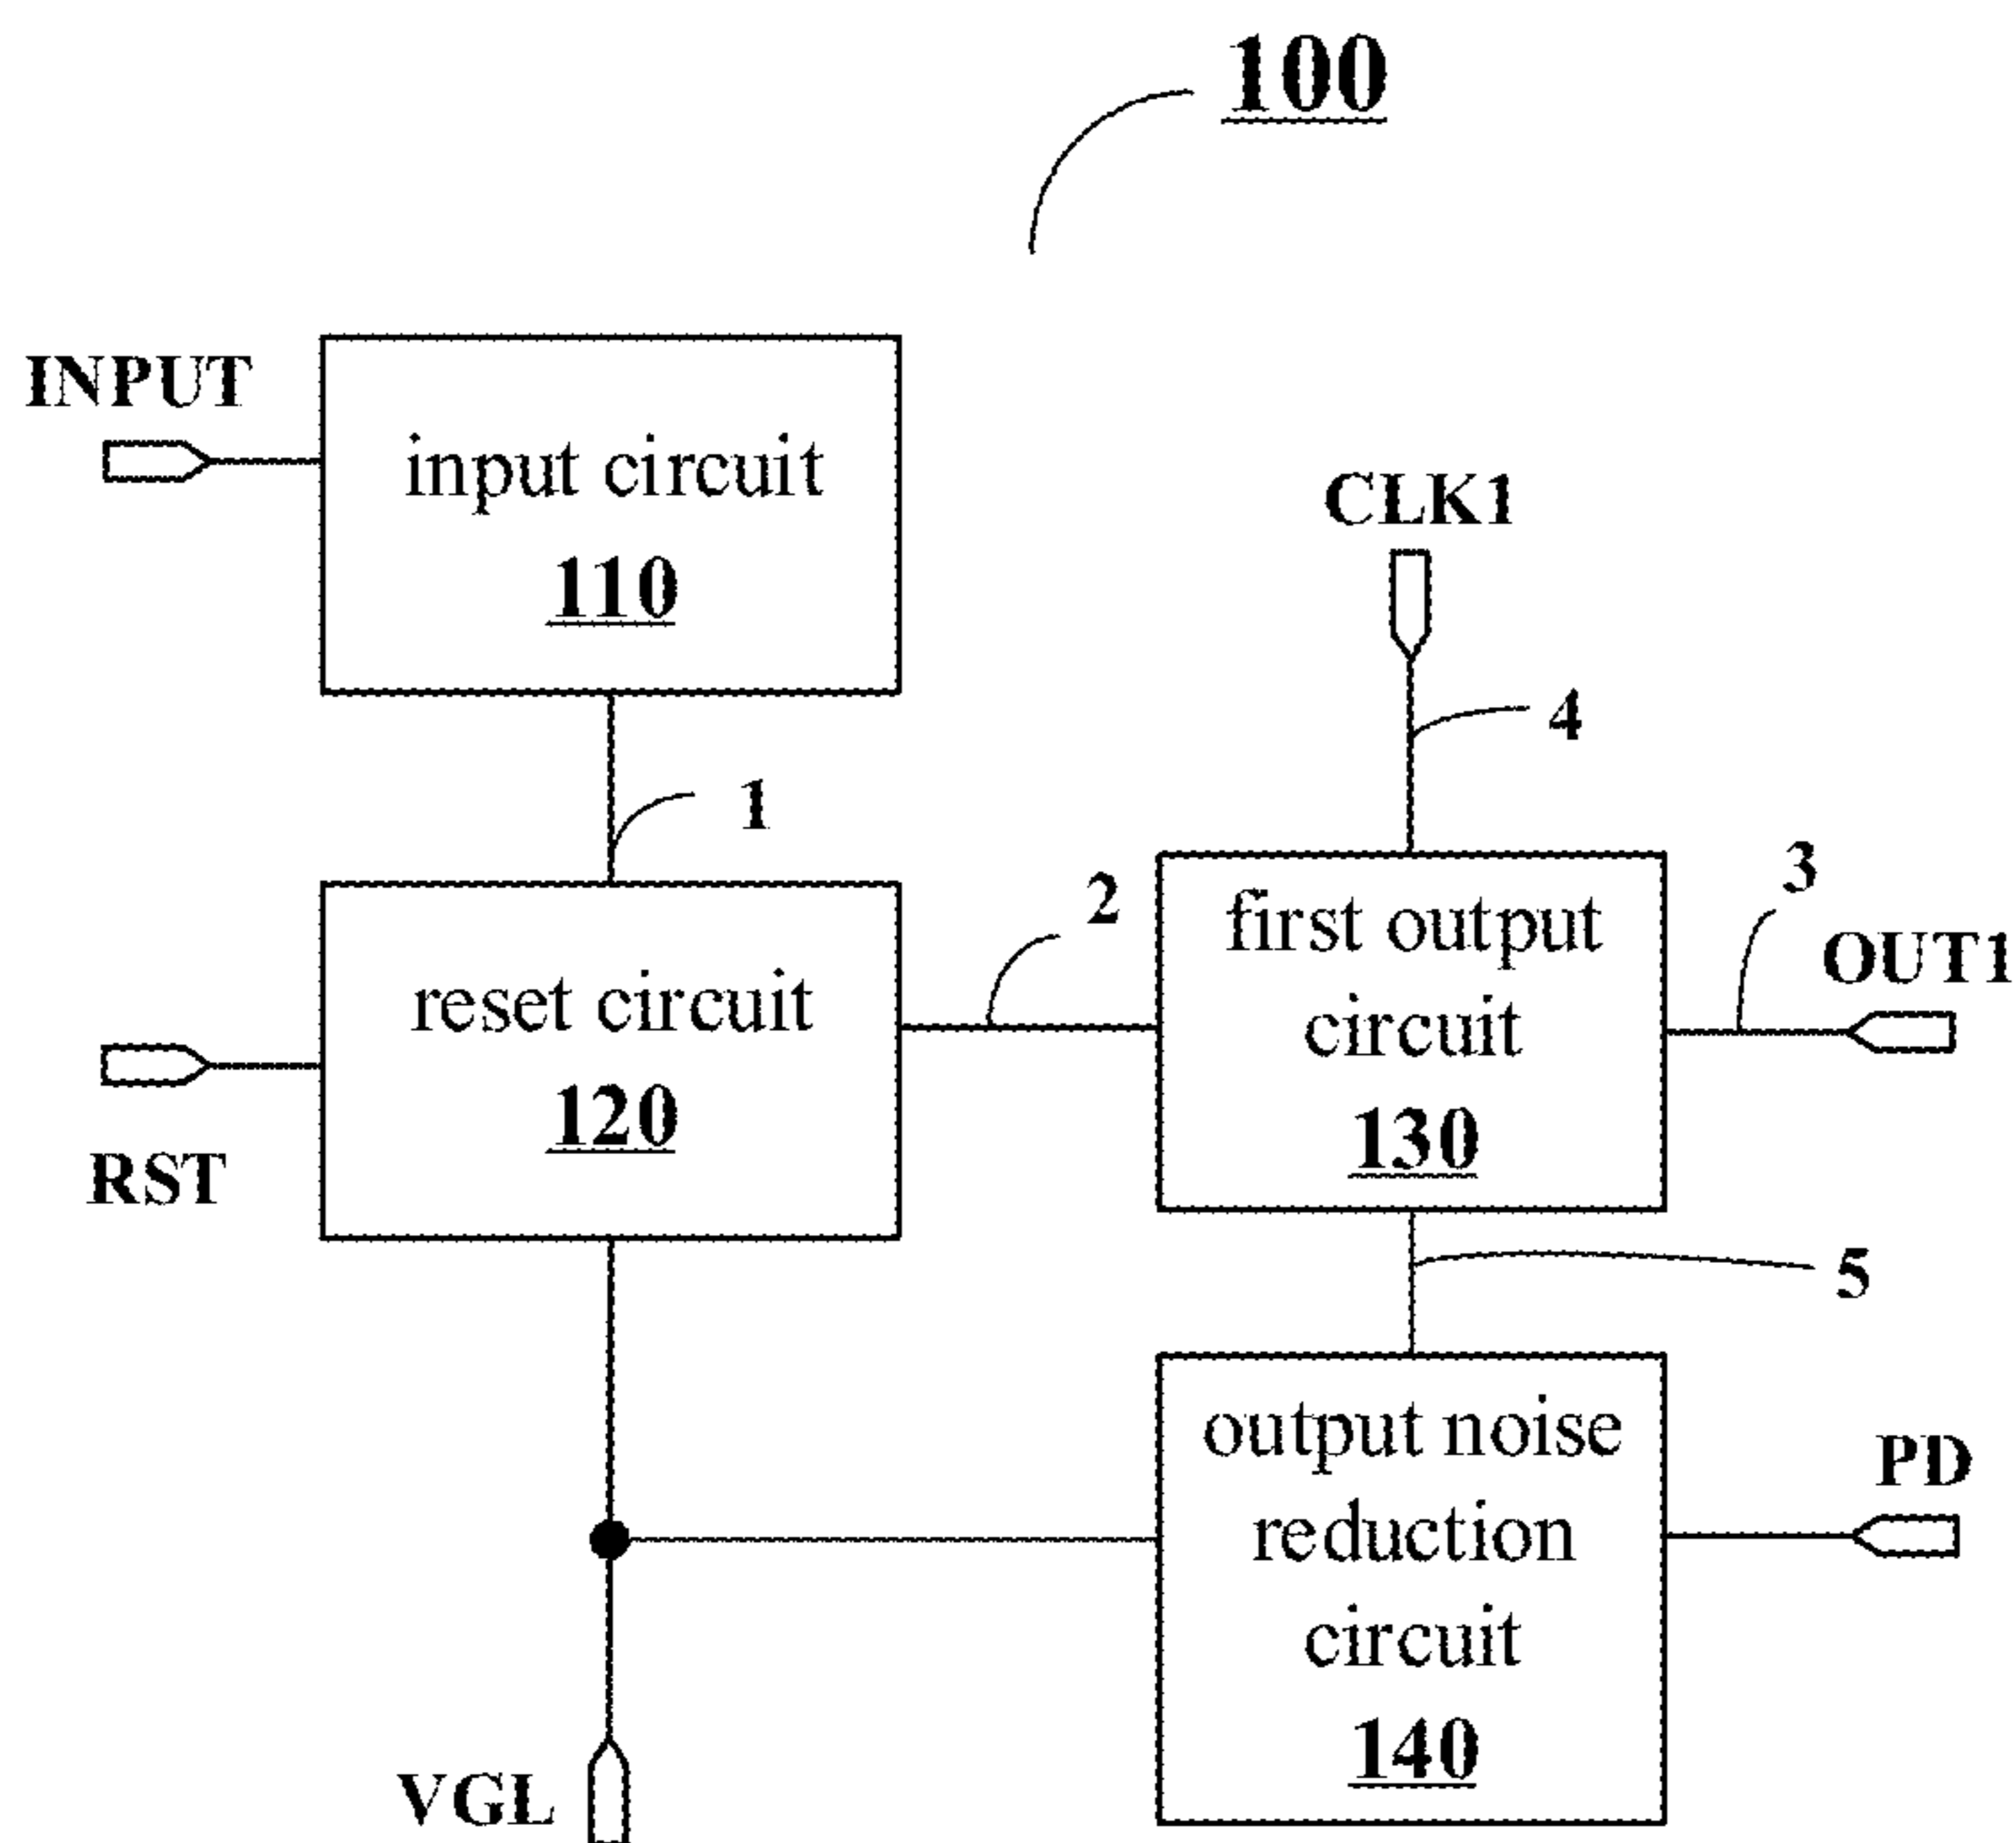 100
INPUT
input circuit
110
CLK1
4
1
2
3
first output
circuit
130
OUT1
reset circuit
120
RST
5
output noise
reduction
circuit
140
PD
VGL